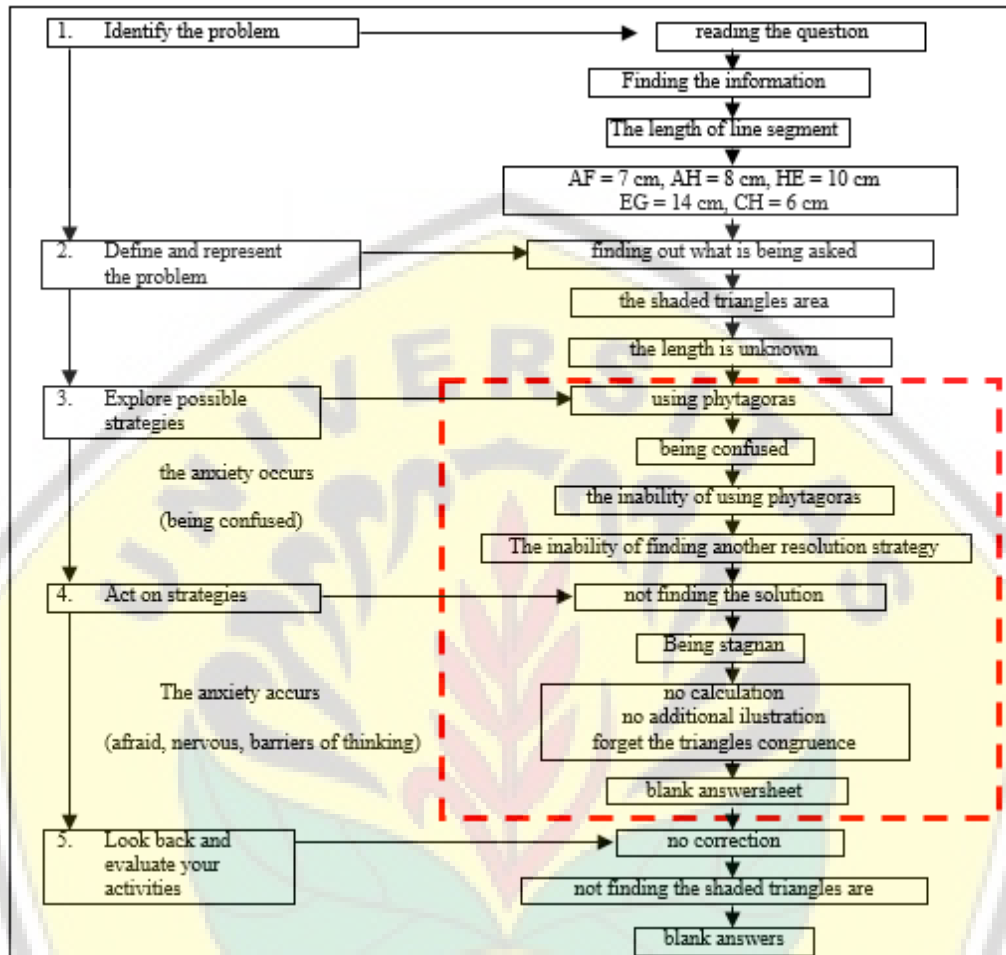 1. Identify the problem
reading the question
Finding the information
The length of line segment
AF = 7 cm, AH = 8 cm, HE = 10 cm
EG = 14 cm, CH = 6 cm
2. Define and represent
the problem
finding out what is being asked
the shaded triangles area
the length is unknown
3. Explore possible
strategies
using phytagoras
being confused
the anxiety occurs
(being confused)
the inability of using phytagoras
The inability of finding another resolution strategy
4. Act on strategies
not finding the solution
Being stagnan
The anxiety accurs
(afraid, nervous, barriers of thinking)
no calculation
no additional ilustration
forget the triangles congruence
blank answersheet
5. Look back and
evaluate your
activities
no correction
not finding the shaded triangles are
blank answers
UNIVERSITAS